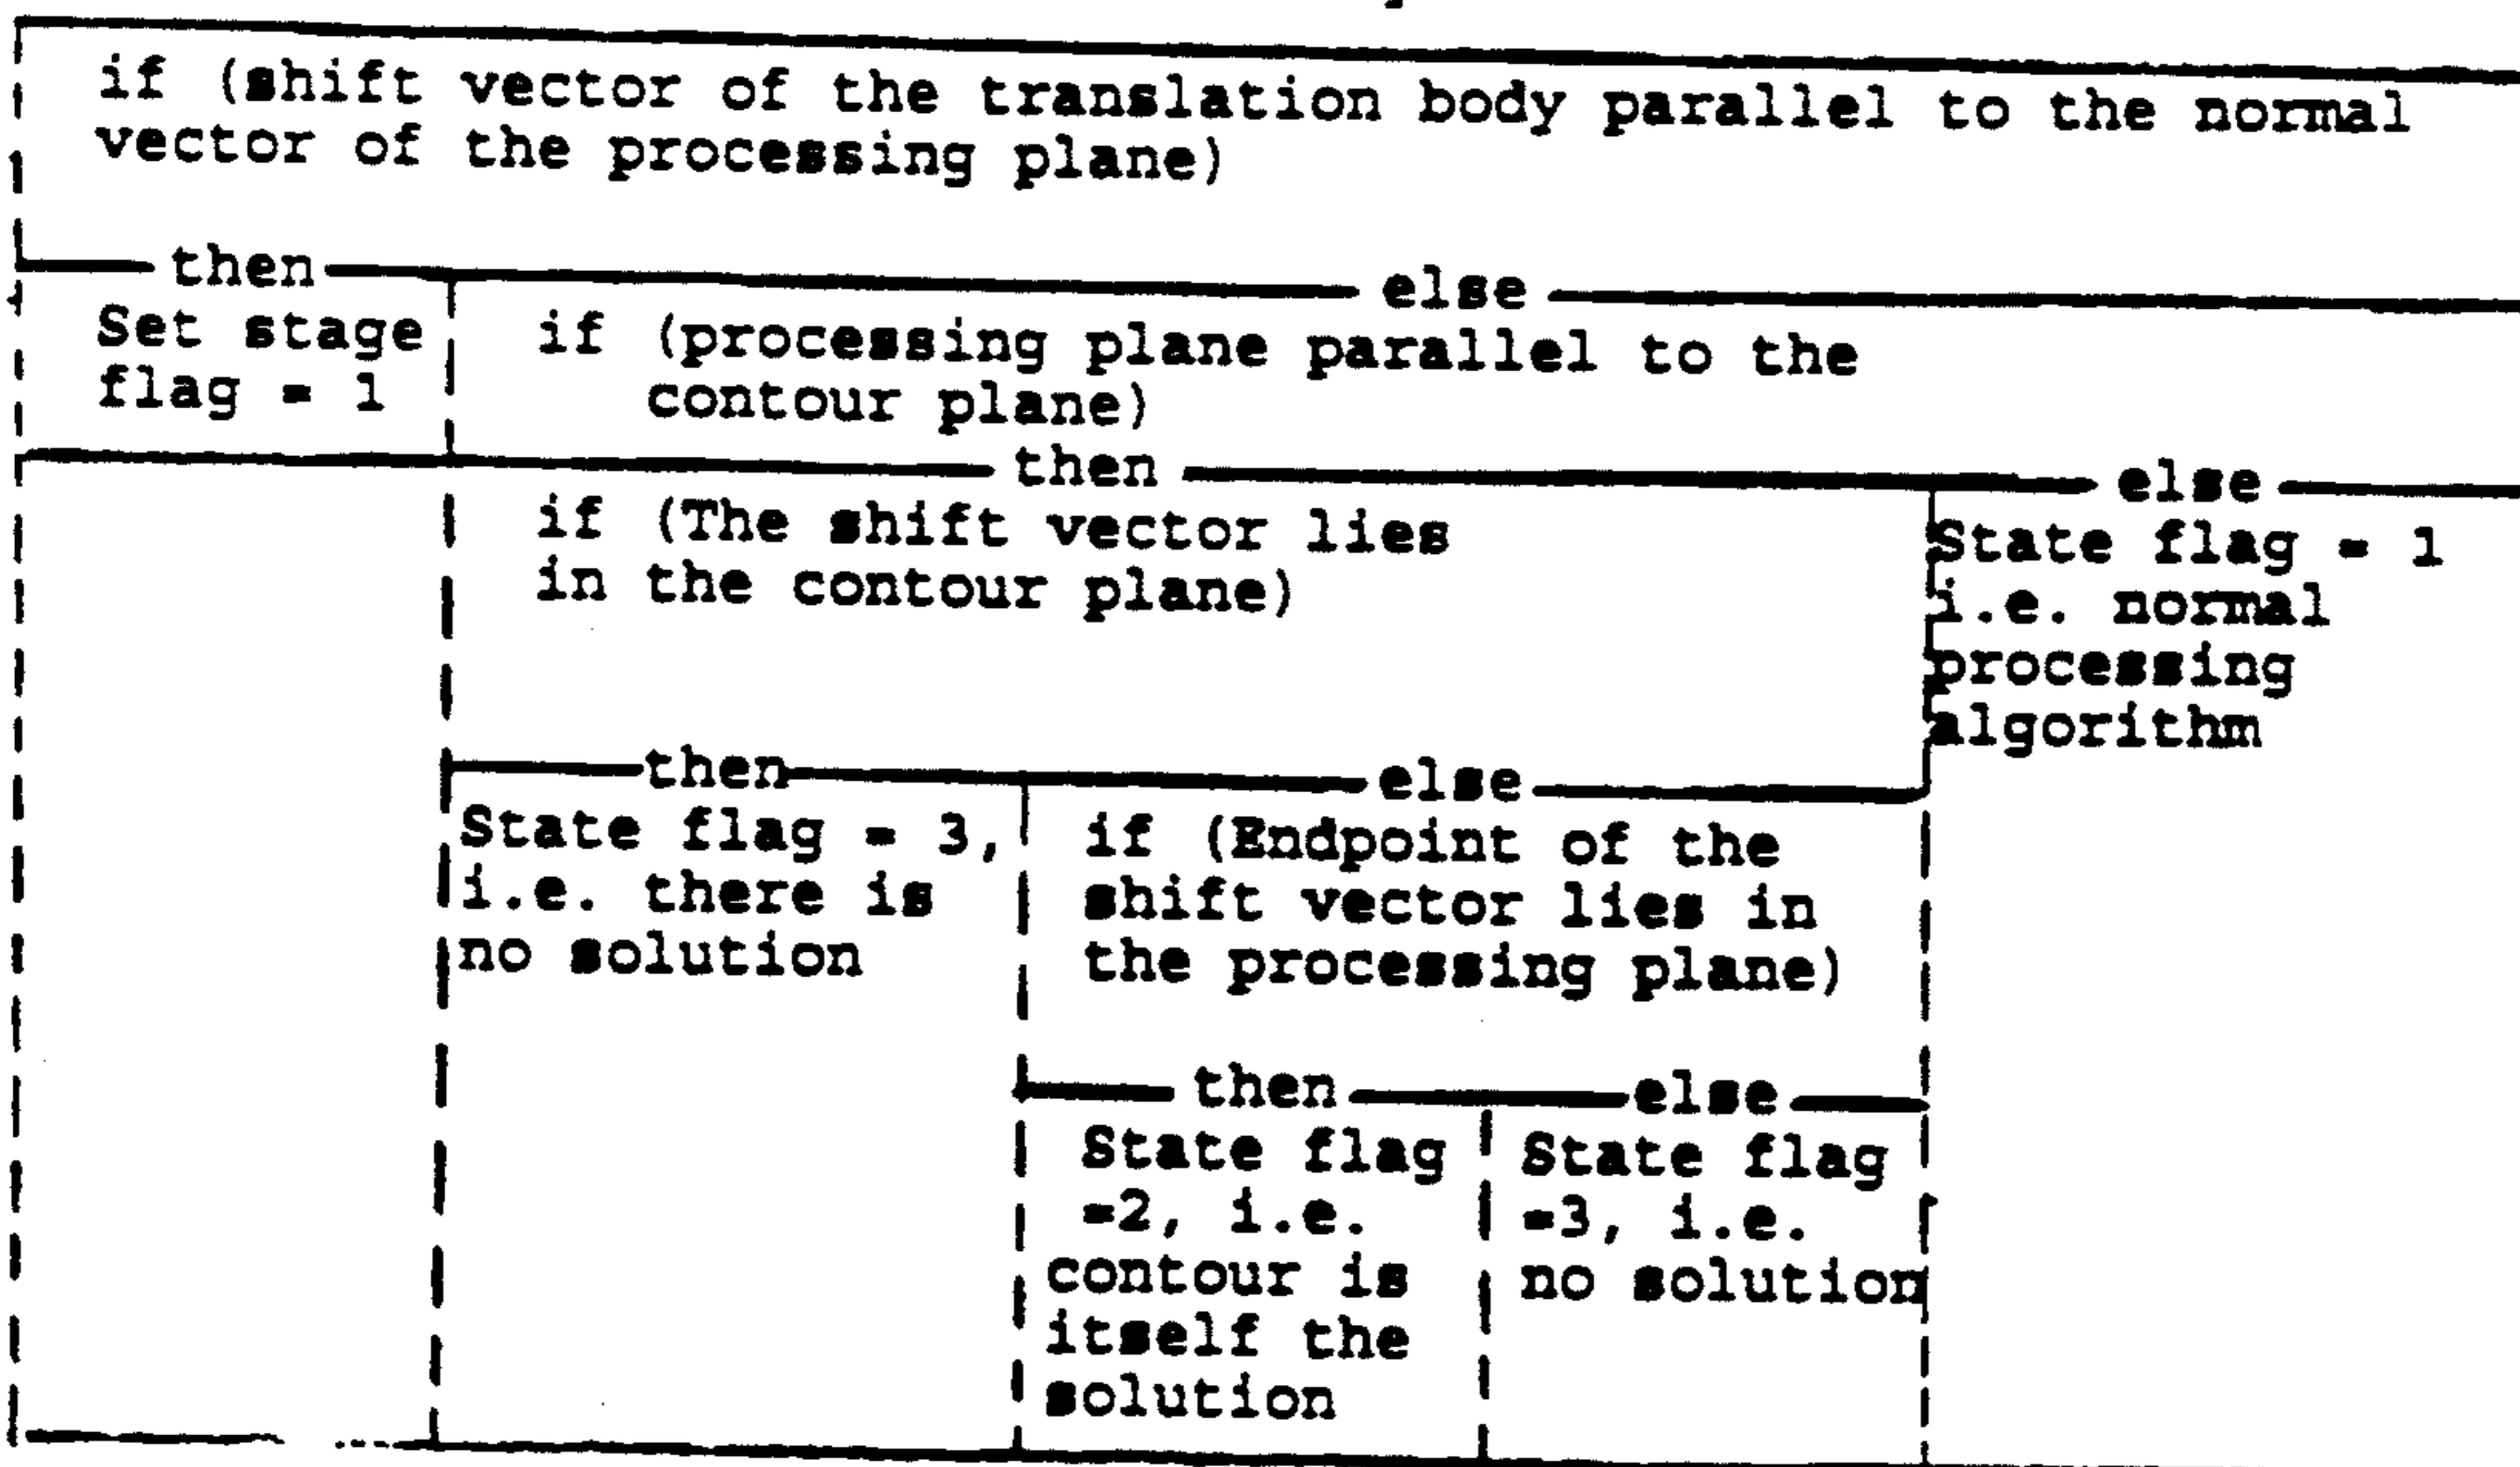 if (shift vector of the translation body parallel to the normal
vector of the processing plane)
then
else
Set stage
flag = 1
if (processing plane parallel to the
contour plane)
then
else
if (The shift vector lies
in the contour plane)
State flag = 1
i.e. normal
processing
algorithm
then
else
State flag = 3,
i.e. there is
no solution
if (Endpoint of the
shift vector lies in
the processing plane)
then
else
State flag
=2, i.e.
contour is
itself the
solution
State flag
=3, i.e.
no solution